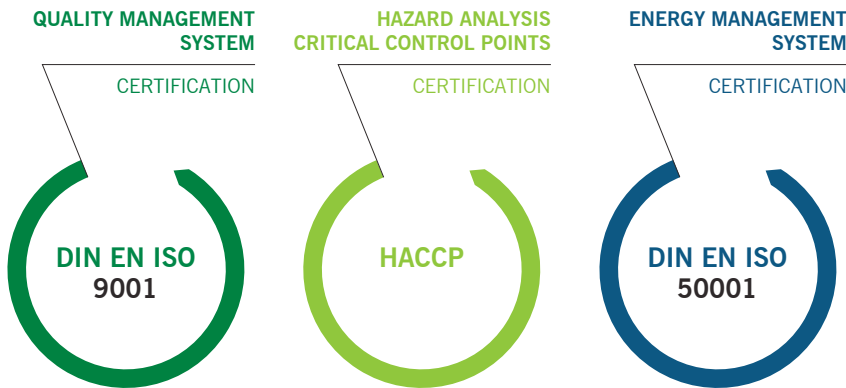 QUALITY MANAGEMENT
SYSTEM
CERTIFICATION
DIN EN ISO
9001
HAZARD ANALYSIS
CRITICAL CONTROL POINTS
CERTIFICATION
HACCP
ENERGY MANAGEMENT
SYSTEM
CERTIFICATION
DIN EN ISO
50001